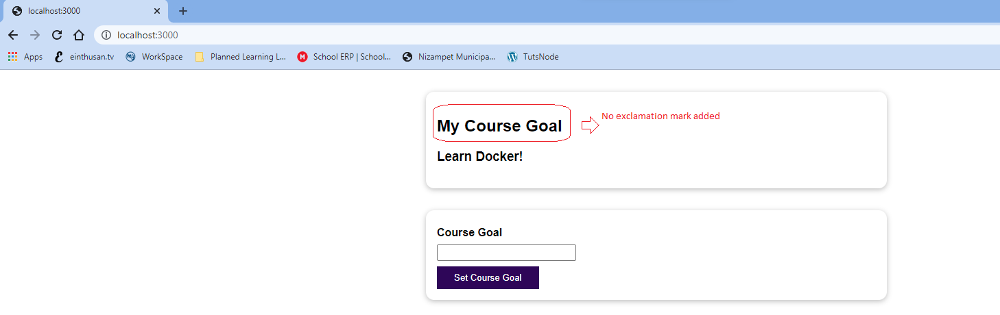 localhost:3000
localhost:3000
Apps einthusan.tv WorkSpace Planned Learning L... School ERP | School... Nizampet Municipa... TutsNode
My Course Goal
No exclamation mark added
Learn Docker!
Course Goal
Set Course Goal